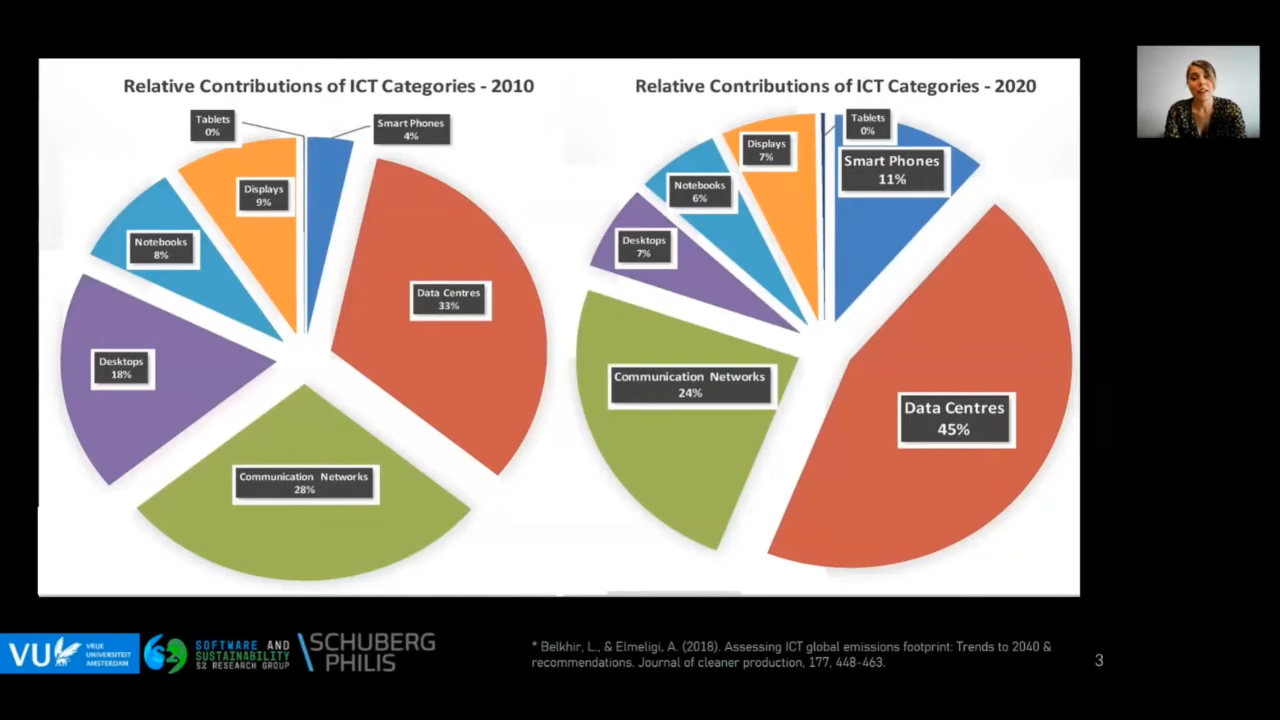 Relative Contributions of ICT Categories - 2010
Tablets
0%
Smart Phones
4%
Displays
9%
Notebooks
8%
Data Centres
33%
Desktops
18%
Communication Networks
28%
Relative Contributions of ICT Categories - 2020
Tablets
0%
Displays
7%
Smart Phones
11%
Notebooks
6%
Desktops
7%
Communication Networks
24%
Data Centres
45%
VU
VRIJE
UNIVERSITEIT
AMSTERDAM
SOFTWARE AND
SUSTAINABILITY
S2 RESEARCH GROUP
SCHUBERG
PHILIS
* Belkhir, L., & Elmeligi, A. (2018). Assessing ICT global emissions footprint: Trends to 2040 &
recommendations. Journal of cleaner production, 177, 448-463.
3